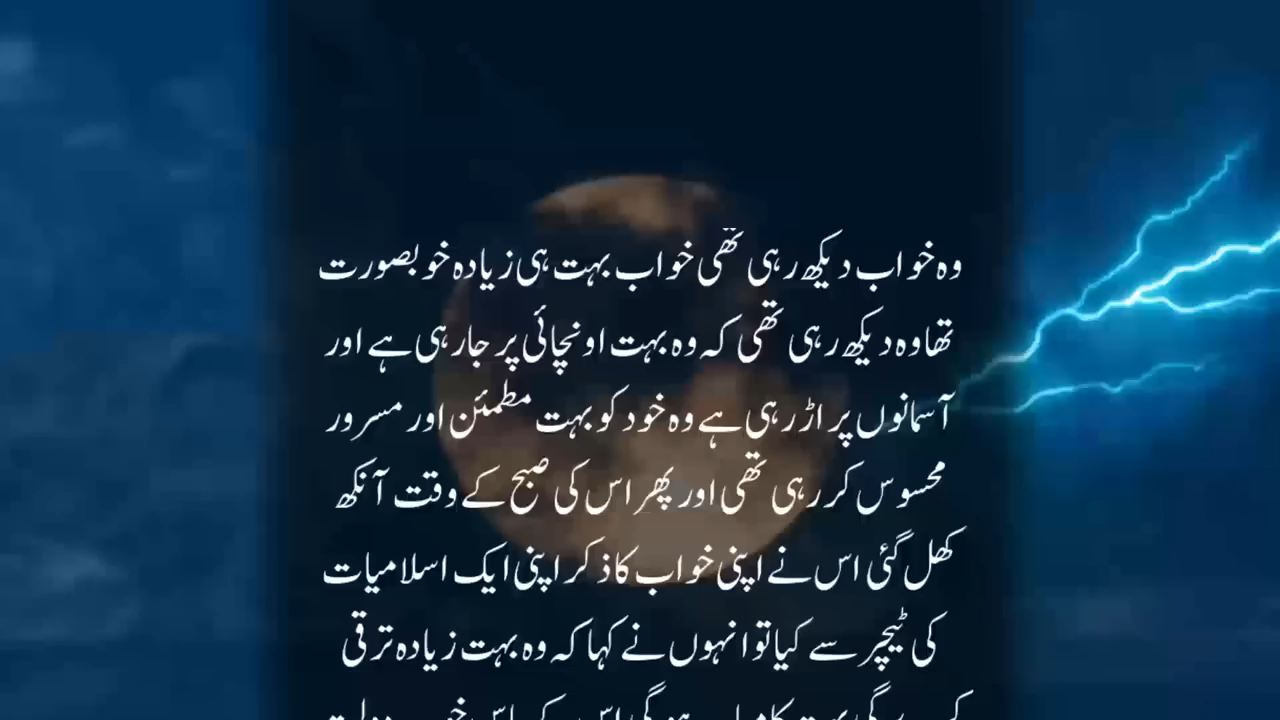 وہ خواب دیکھ رہی تھی خواب بہت ہی زیادہ خوبصورت
تھا وہ دیکھ رہی تھی کہ وہ بہت اونچائی پر جا رہی ہے اور
آسمانوں پر اڑ رہی ہے وہ خود کو بہت مطمئن اور مسرور
محسوس کر رہی تھی اور پھر اس کی صبح کے وقت آنکھ
کھل گئی اس نے اپنی خواب کا ذکر اپنی ایک اسلامیات
کی ٹیچر سے کیا تو انہوں نے کہا کہ وہ بہت زیادہ ترقی